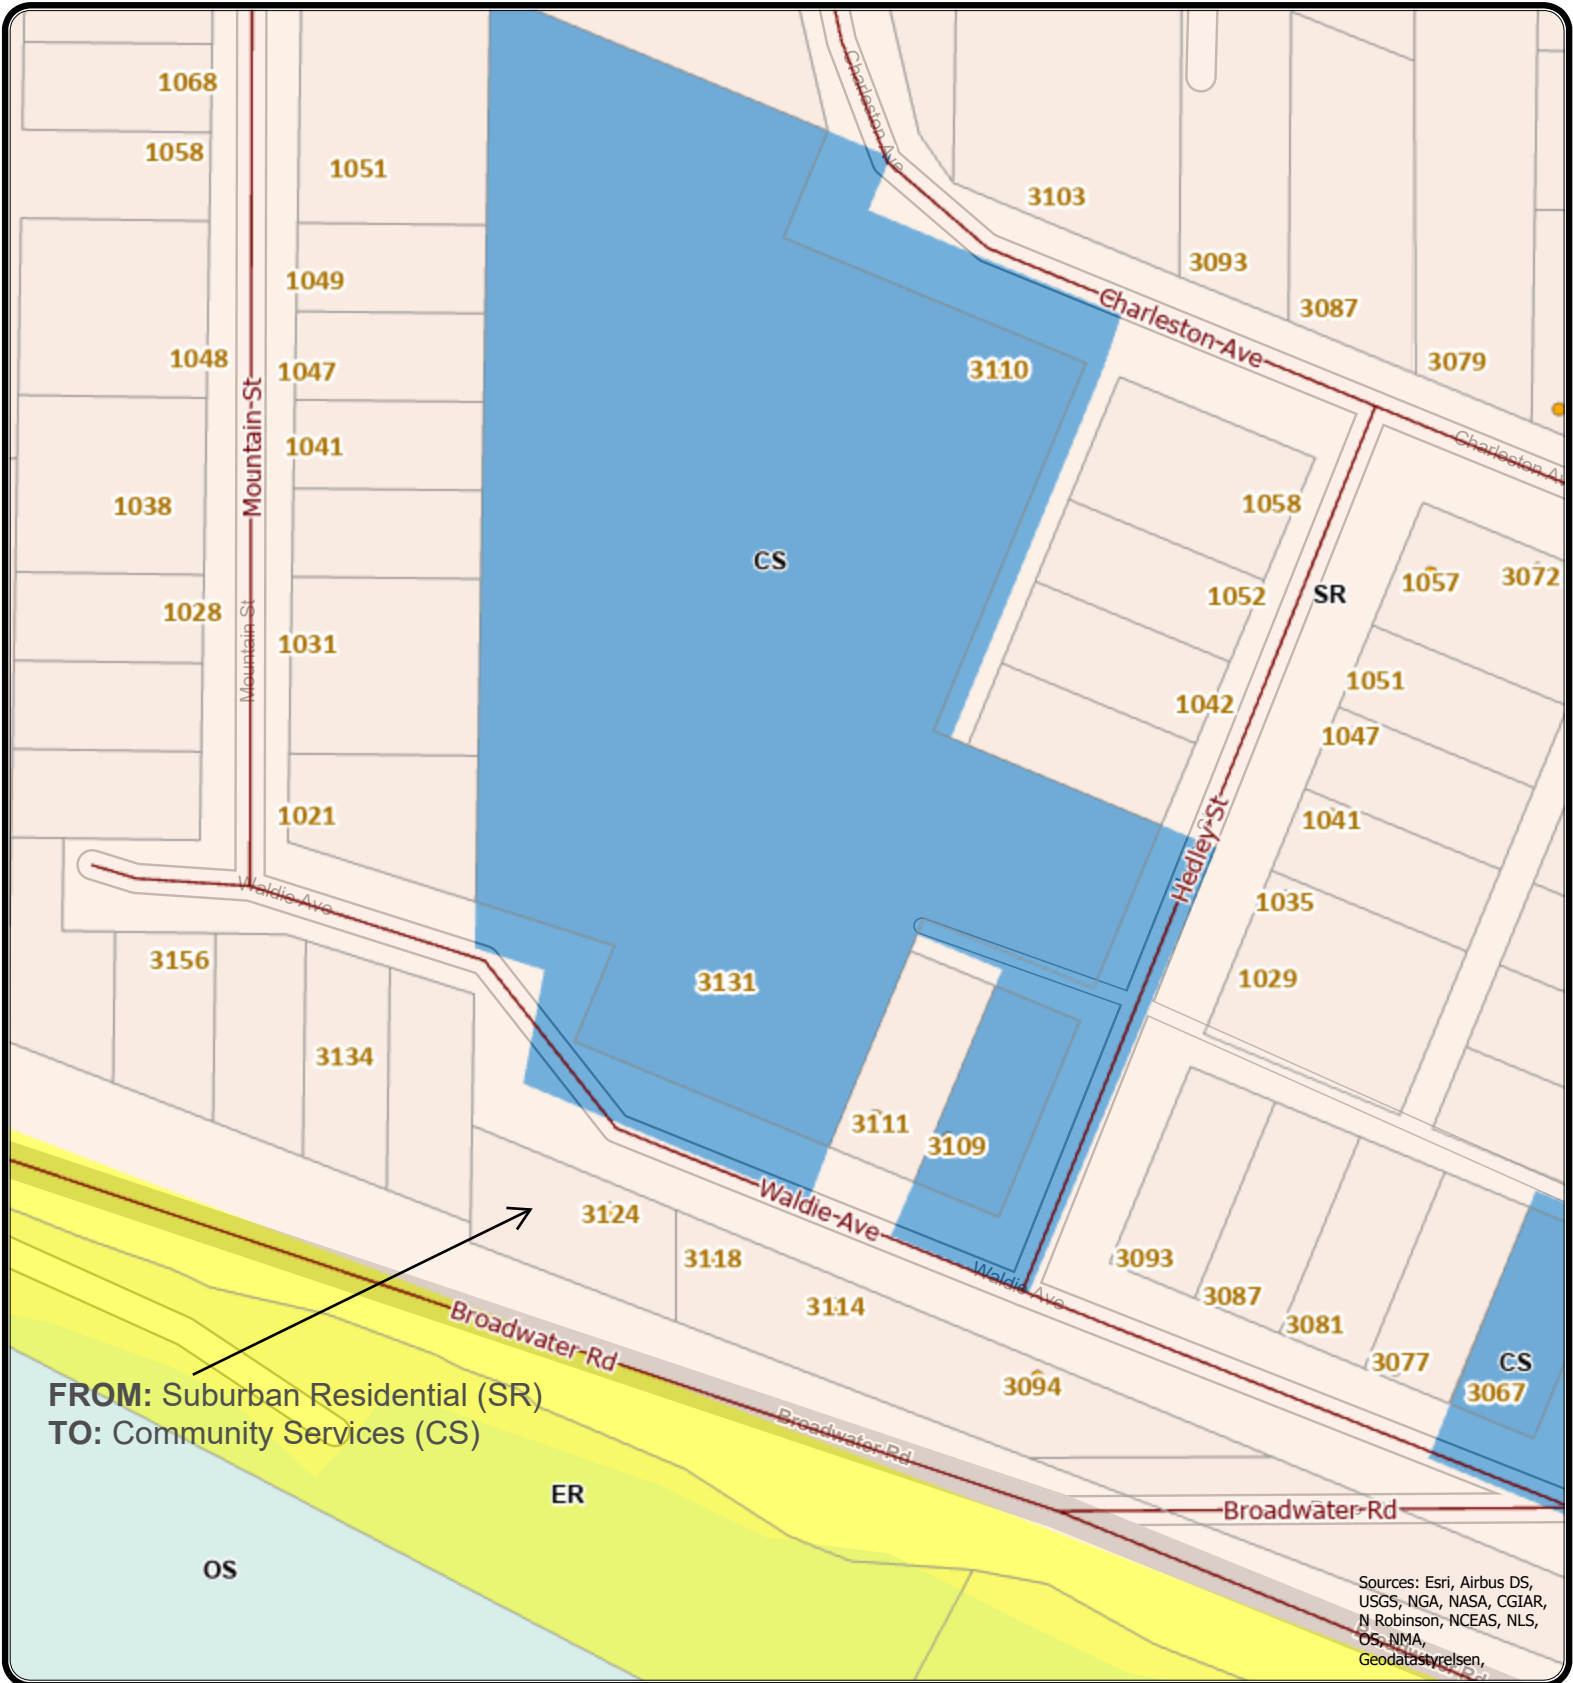 1068
1058
1051
Charleston Ave
3103
1049
3093
Charleston Ave
3087
1048
1047
3110
3079
Mountain St
1041
Charleston Av
1038
1058
CS
1057
3072
1028
1052
SR
Mountain St
1031
1051
1042
1047
1021
1041
Hedley St
Waldie Ave
1035
3156
3131
1029
3134
3111
3109
Waldie Ave
3124
3118
3093
Waldie Ave
3087
3114
3081
Broadwater Rd
3077
CS
3094
3067
FROM: Suburban Residential (SR)
TO: Community Services (CS)
Broadwater Rd
ER
Broadwater Rd
OS
Sources: Esri, Airbus DS,
USGS, NGA, NASA, CGIAR,
N Robinson, NCEAS, NLS,
OS, NMA,
Geodatastyrelsen,
Broadwater Rd